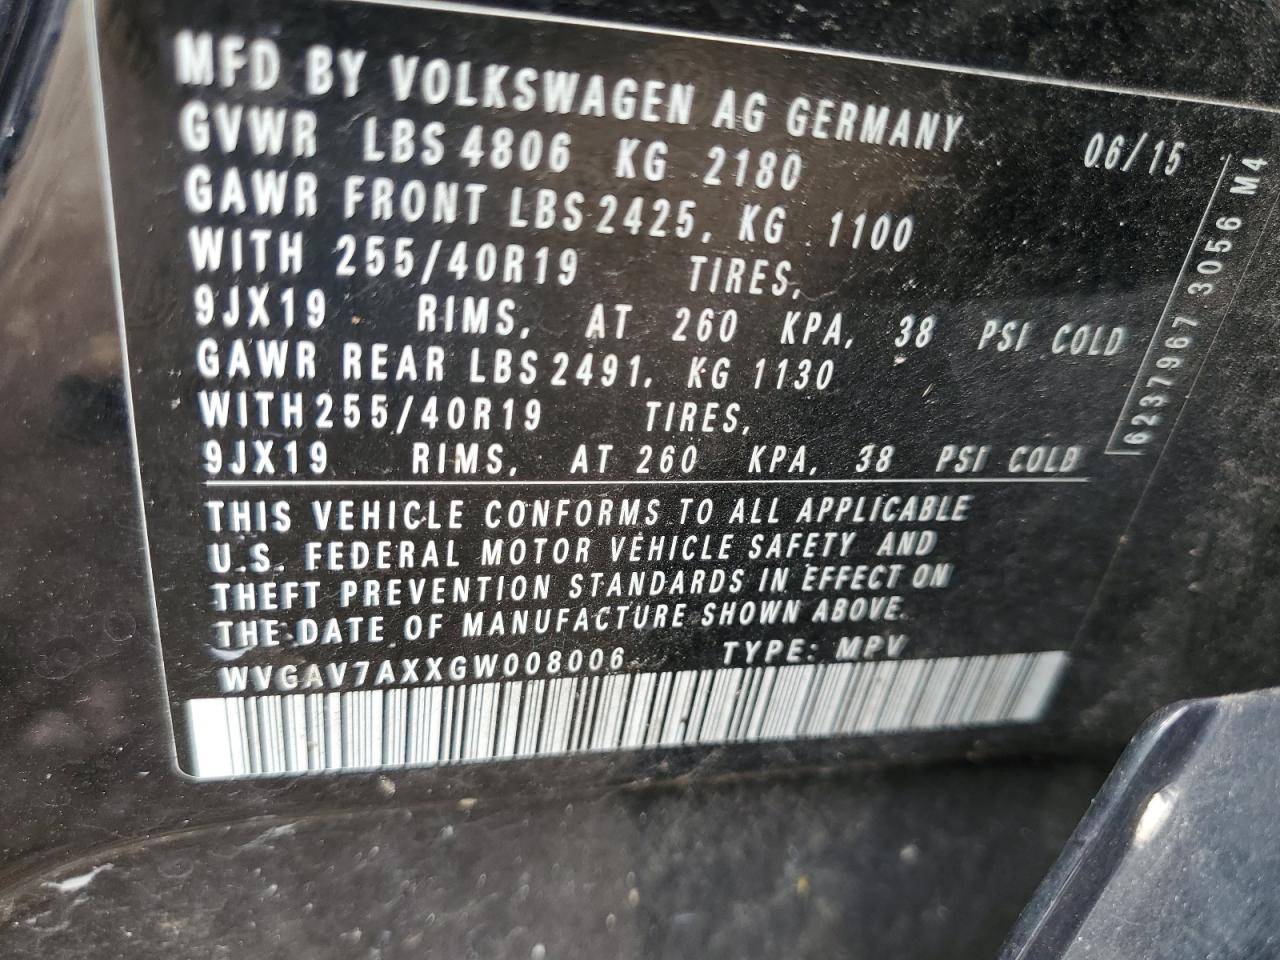 MFD BY VOLKSWAGEN AG GERMANY 06/15
GVWR LBS 4806 KG 2180
GAWR FRONT LBS 2425, KG 1100
WITH 255/40R19 TIRES,
9JX19 RIMS, AT 260 KPA, 38 PSI COLD
GAWR REAR LBS 2491, KG 1130
WITH 255/40R19 TIRES,
9JX19 RIMS, AT 260 KPA, 38 PSI COLD
THIS VEHICLE CONFORMS TO ALL APPLICABLE
U.S. FEDERAL MOTOR VEHICLE SAFETY AND
THEFT PREVENTION STANDARDS IN EFFECT ON
THE DATE OF MANUFACTURE SHOWN ABOVE.
WVGAV7AXXGW008006 TYPE: MPV
6237967 3056 M4